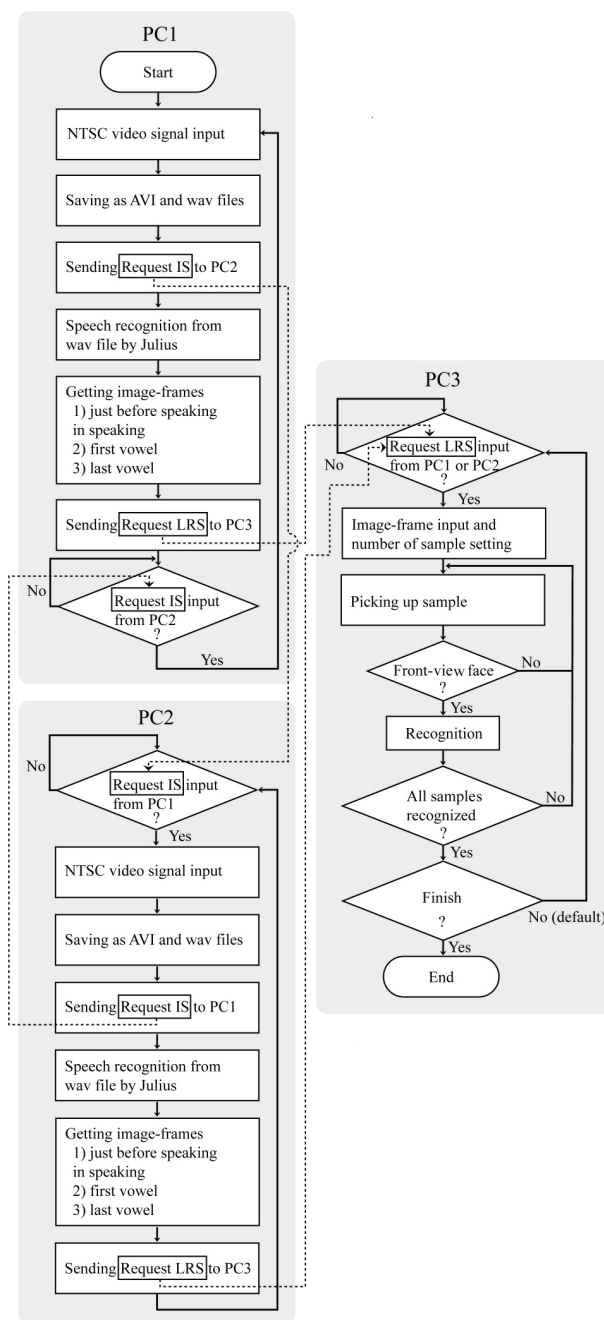 PC1
Start
NTSC video signal input
Saving as AVI and wav files
Sending Request IS to PC2
Speech recognition from
wav file by Julius
Getting image-frames
1) just before speaking
in speaking
2) first vowel
3) last vowel
Sending Request LRS to PC3
No
Request IS input
from PC2
?
Yes
PC2
No
Request IS input
from PC1
?
Yes
NTSC video signal input
Saving as AVI and wav files
Sending Request IS to PC1
Speech recognition from
wav file by Julius
Getting image-frames
1) just before speaking
in speaking
2) first vowel
3) last vowel
Sending Request LRS to PC3
PC3
Request LRS input
No
from PC1 or PC2
?
Yes
Image-frame input and
number of sample setting
Picking up sample
Front-view face
No
?
Yes
Recognition
All samples
No
recognized
?
Yes
Finish
No (default)
?
Yes
End